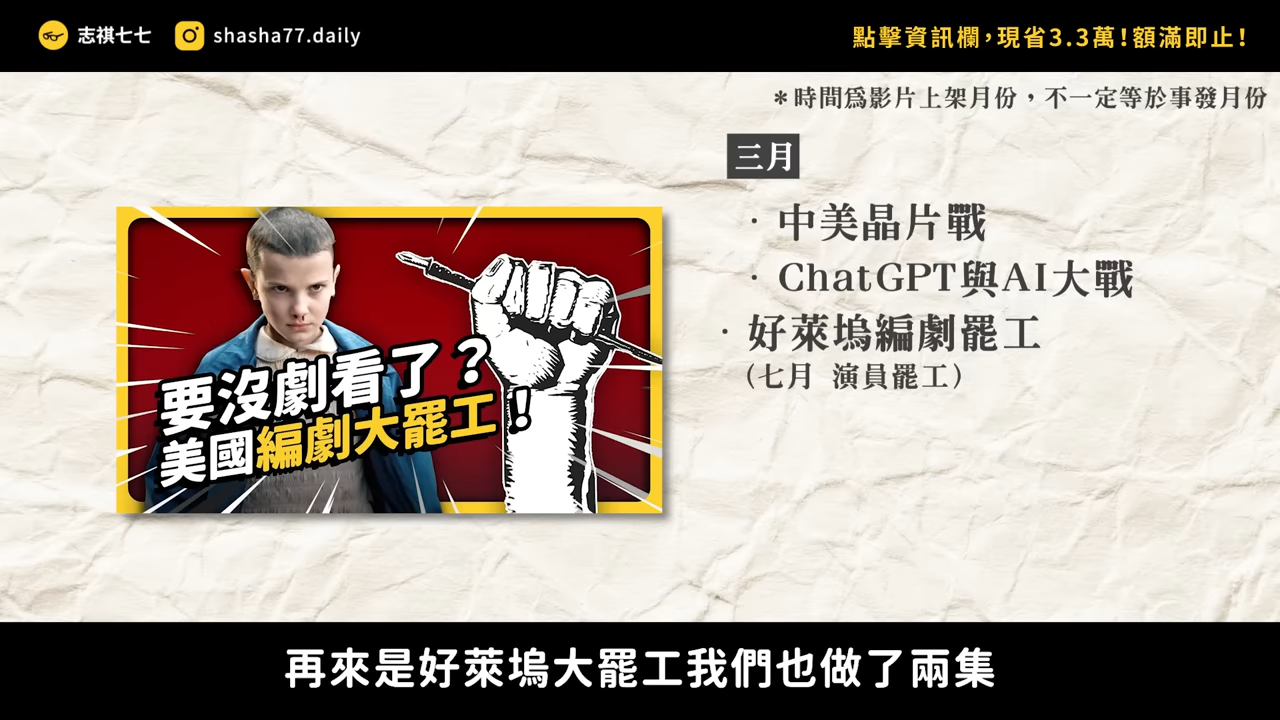 志祺七七 shasha77.daily
點擊資訊欄,現省3.3萬!額滿即止!
*時間為影片上架月份,不一定等於事發月份
三月
· 中美晶片戰
· ChatGPT與AI大戰
· 好萊塢編劇罷工
(七月 演員罷工)
要沒劇看了?
美國編劇大罷工!
再來是好萊塢大罷工我們也做了兩集